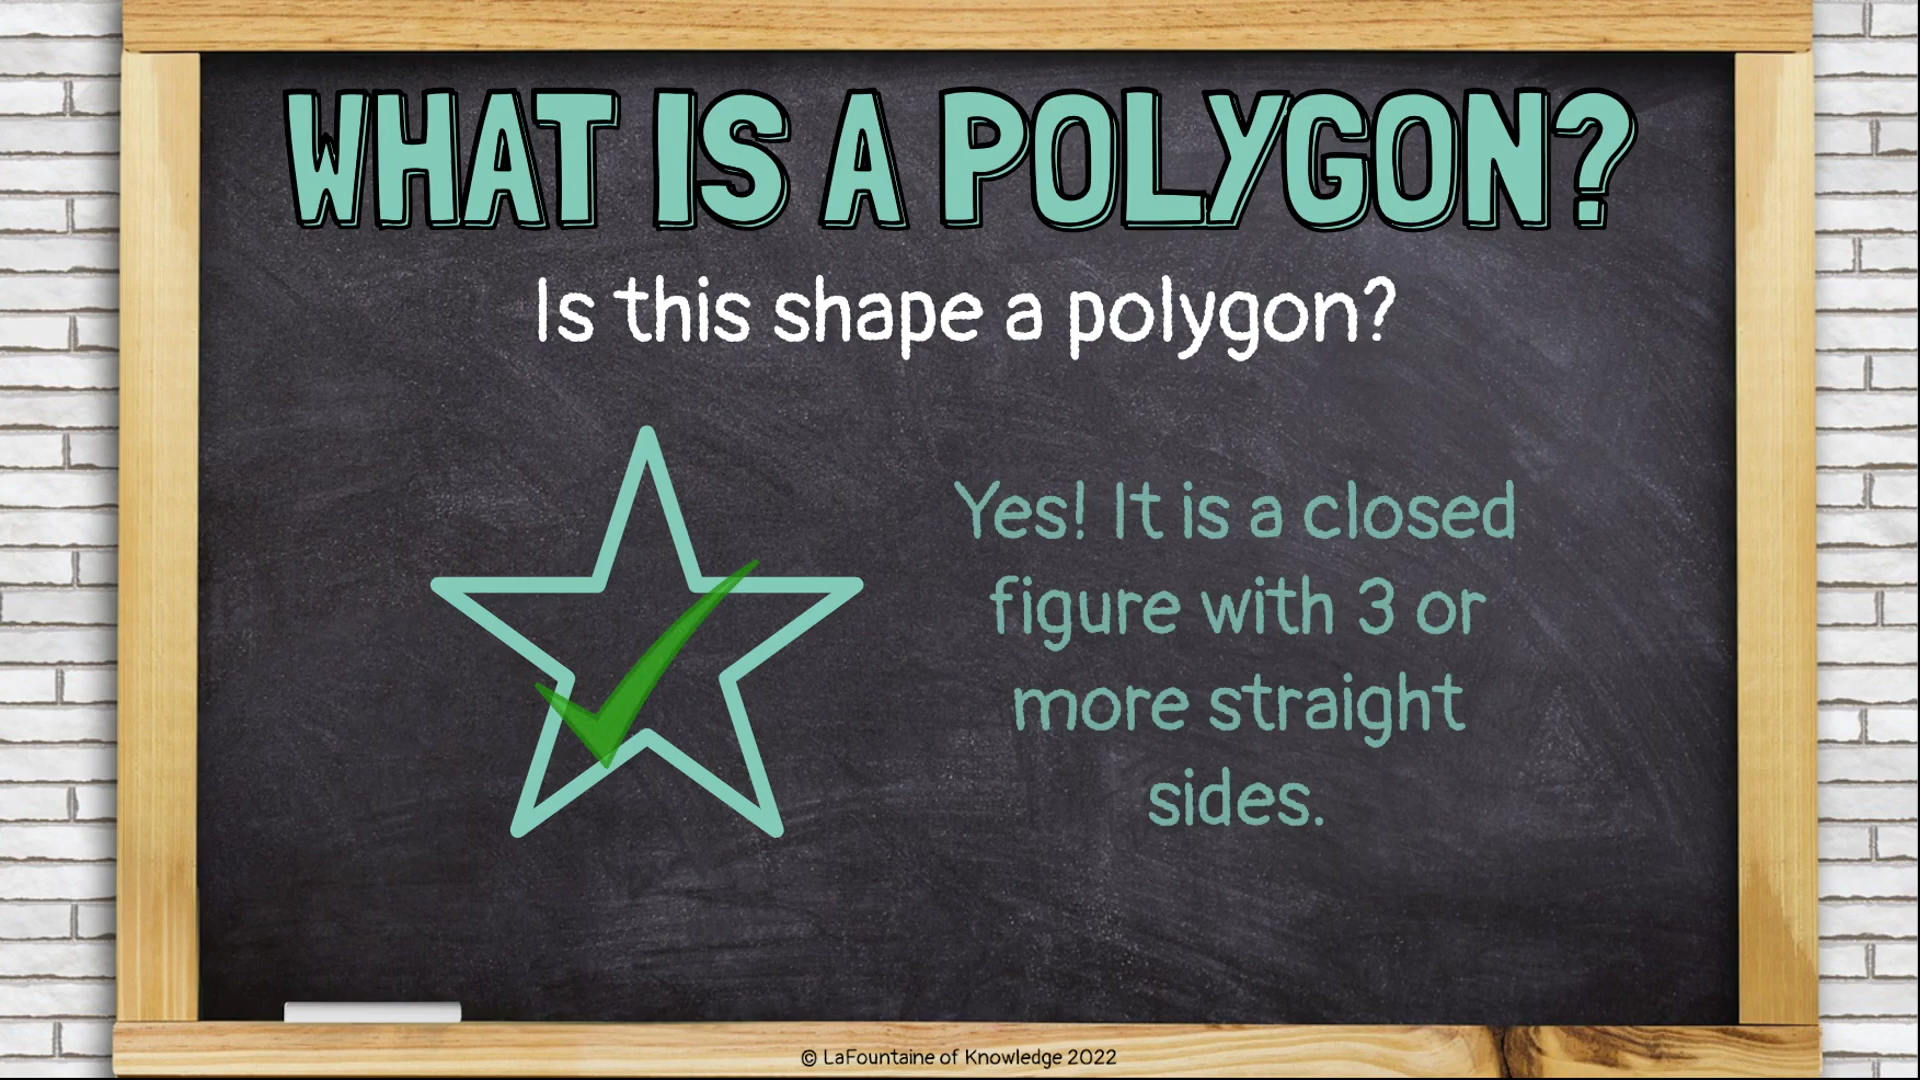 WHAT IS A POLYGON?
Is this shape a polygon?
Yes! It is a closed
figure with 3 or
more straight
sides.
© LaFountaine of Knowledge 2022